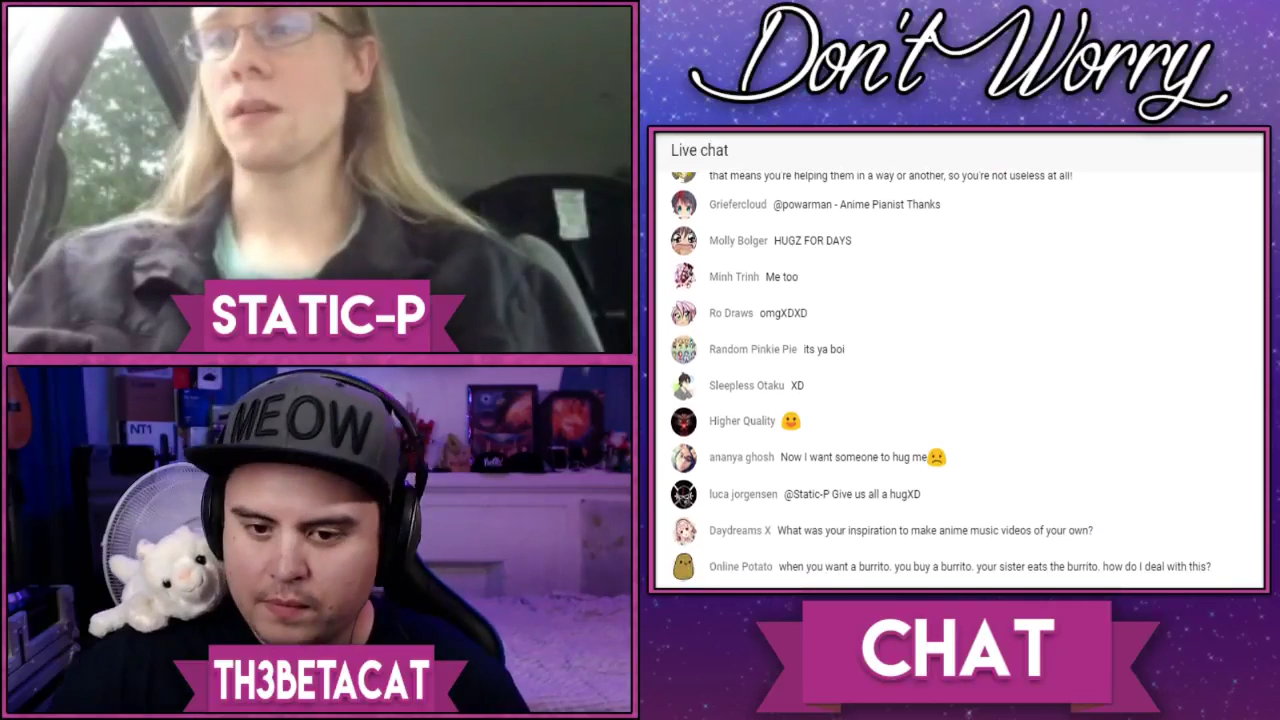 STATIC-P
MEOW
NT1
TH3BETACAT
Don't Worry
Live chat
that means you're helping them in a way or another, so you're not useless at all!
Griefercloud @powarman - Anime Pianist Thanks
Molly Bolger HUGZ FOR DAYS
Minh Trinh Me too
Ro Draws omgXDXD
Random Pinkie Pie its ya boi
Sleepless Otaku XD
Higher Quality 😛
ananya ghosh Now I want someone to hug me☹️
luca jorgensen @Static-P Give us all a hugXD
Daydreams X What was your inspiration to make anime music videos of your own?
Online Potato when you want a burrito. you buy a burrito. your sister eats the burrito. how do I deal with this?
CHAT